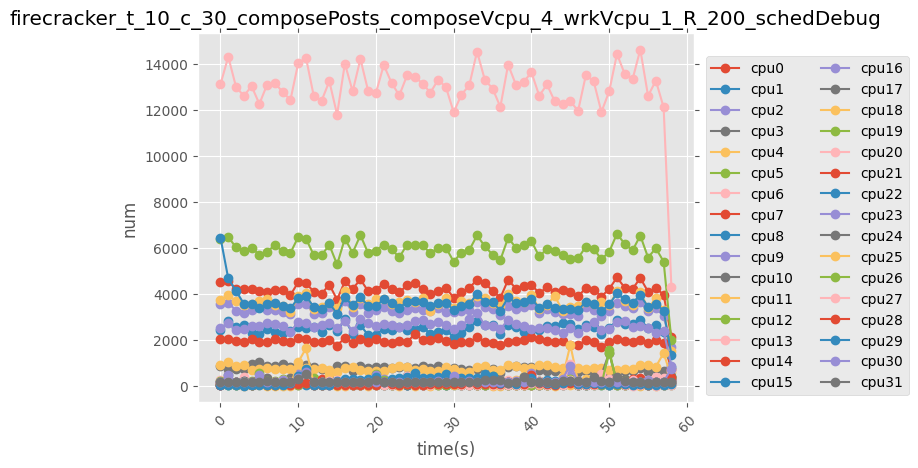 firecracker_t_10_c_30_composePosts_composeVcpu_4_wrkVcpu_1_R_200_schedDebug
num
14000
12000
10000
8000
6000
4000
2000
0
0 10 20 30 40 50 60
time(s)
cpu0 cpu16
cpu1 cpu17
cpu2 cpu18
cpu3 cpu19
cpu4 cpu20
cpu5 cpu21
cpu6 cpu22
cpu7 cpu23
cpu8 cpu24
cpu9 cpu25
cpu10 cpu26
cpu11 cpu27
cpu12 cpu28
cpu13 cpu29
cpu14 cpu30
cpu15 cpu31